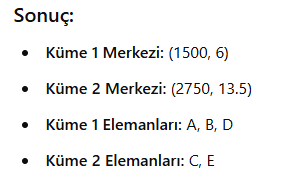 Sonuç:
• Küme 1 Merkezi: (1500, 6)
• Küme 2 Merkezi: (2750, 13.5)
• Küme 1 Elemanları: A, B, D
• Küme 2 Elemanları: C, E